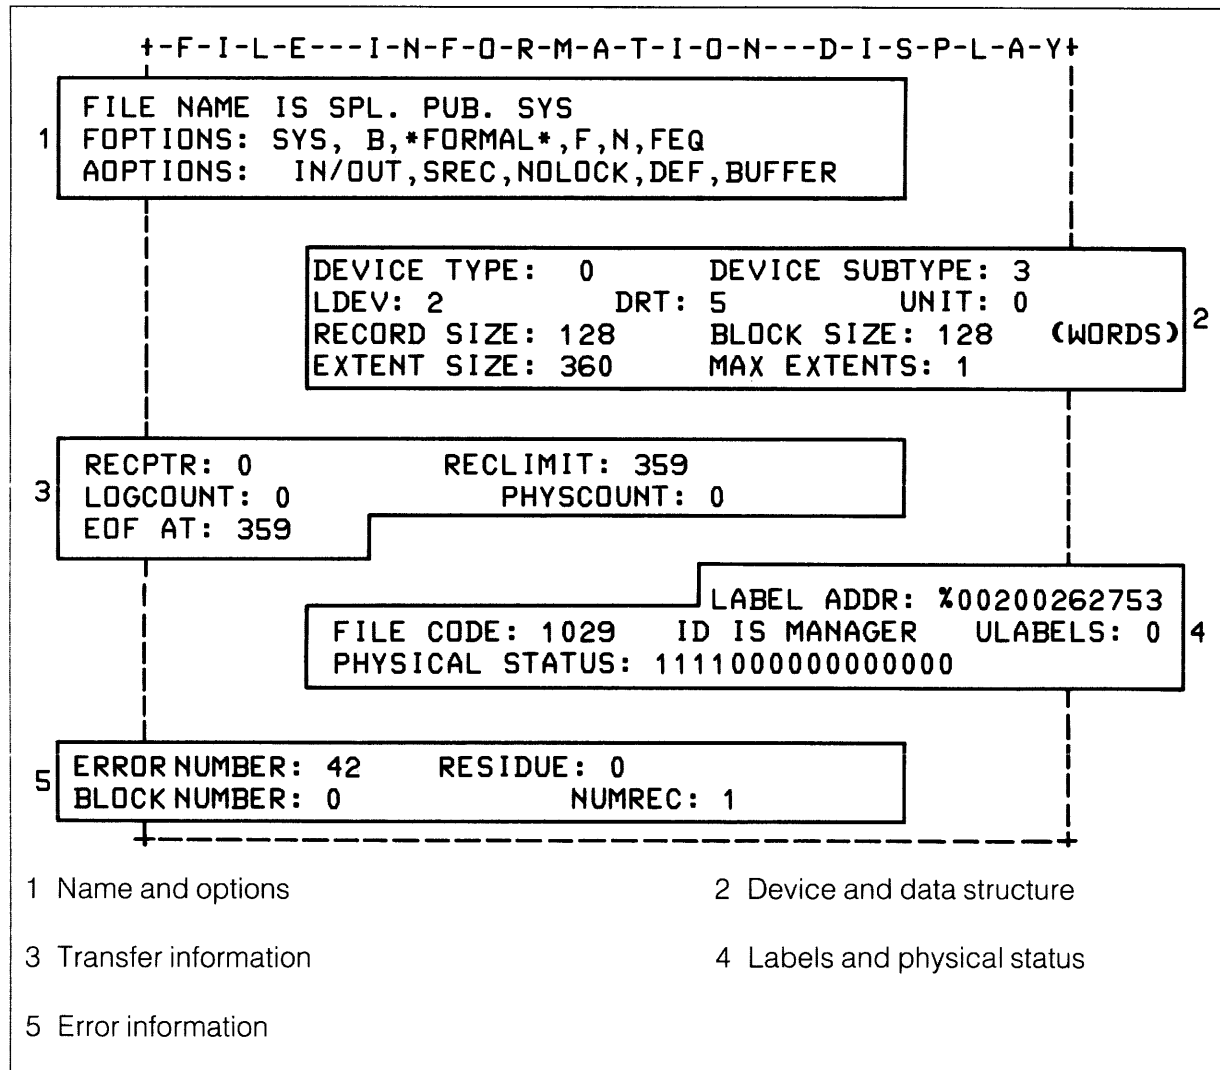 +-F-I-L-E---I-N-F-O-R-M-A-T-I-O-N---D-I-S-P-L-A-Y+
1
FILE NAME IS SPL. PUB. SYS
FOPTIONS: SYS, B,*FORMAL*,F,N,FEQ
AOPTIONS: IN/OUT,SREC,NOLOCK,DEF,BUFFER
DEVICE TYPE: 0 DEVICE SUBTYPE: 3
LDEV: 2 DRT: 5 UNIT: 0
RECORD SIZE: 128 BLOCK SIZE: 128 (WORDS)
EXTENT SIZE: 360 MAX EXTENTS: 1
2
3
RECPTR: 0 RECLIMIT: 359
LOGCOUNT: 0 PHYSCOUNT: 0
EOF AT: 359
LABEL ADDR: %00200262753
FILE CODE: 1029 ID IS MANAGER ULABELS: 0
PHYSICAL STATUS: 1111000000000000
4
5
ERROR NUMBER: 42 RESIDUE: 0
BLOCK NUMBER: 0 NUMREC: 1
1 Name and options
2 Device and data structure
3 Transfer information
4 Labels and physical status
5 Error information